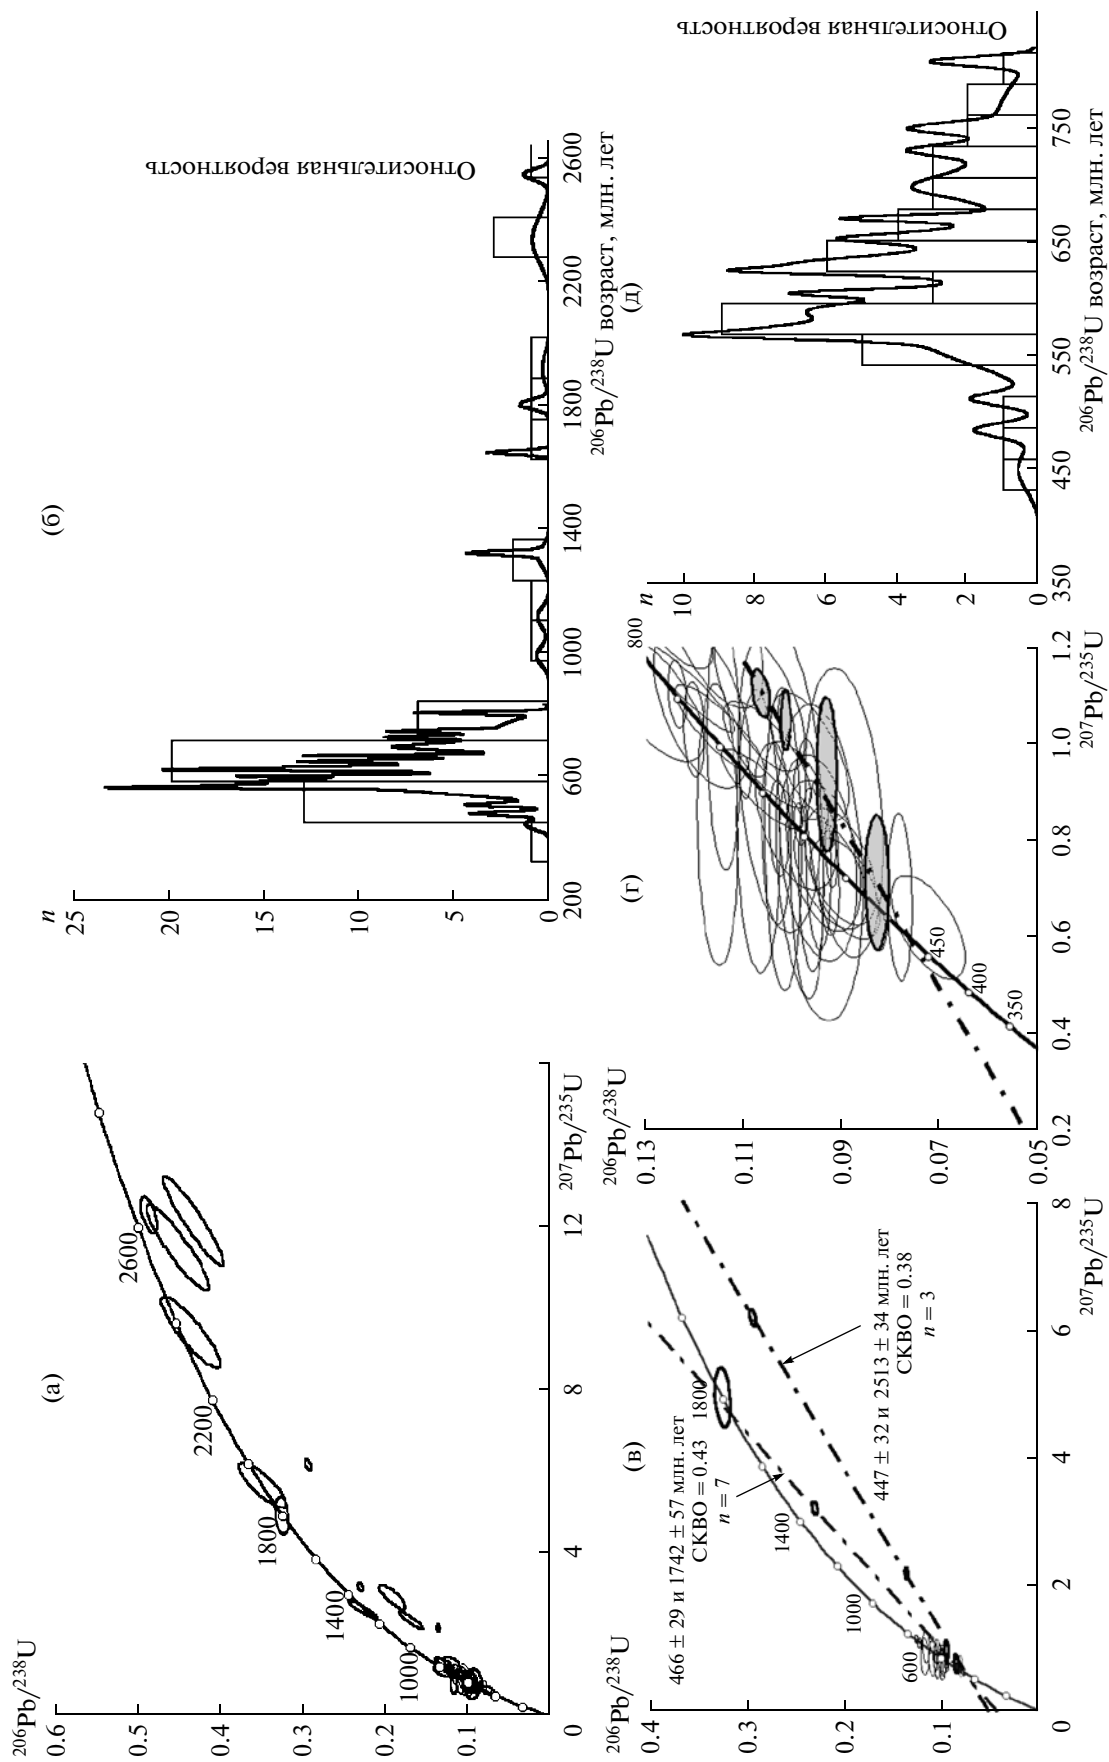 (а)
²⁰⁶Pb/²³⁸U
0.6
0.5
0.4
0.3
0.2
0.1
0
4
8
12
²⁰⁷Pb/²³⁵U
1000
1400
1800
2200
2600
(б)
n
25
20
15
10
5
0
200
600
1000
1400
1800
2200
2600
²⁰⁶Pb/²³⁸U возраст, млн. лет
Относительная вероятность
(в)
²⁰⁶Pb/²³⁸U
0.4
0.3
0.2
0.1
0
2
4
6
8
²⁰⁷Pb/²³⁵U
600
1000
1400
1800
466 ± 29 и 1742 ± 57 млн. лет
СКВО = 0.43
n = 7
447 ± 32 и 2513 ± 34 млн. лет
СКВО = 0.38
n = 3
(г)
²⁰⁶Pb/²³⁸U
0.13
0.11
0.09
0.07
0.05
0.2
0.4
0.6
0.8
1.0
1.2
²⁰⁷Pb/²³⁵U
350
400
450
800
(д)
n
10
8
6
4
2
0
350
450
550
650
750
²⁰⁶Pb/²³⁸U возраст, млн. лет
Относительная вероятность